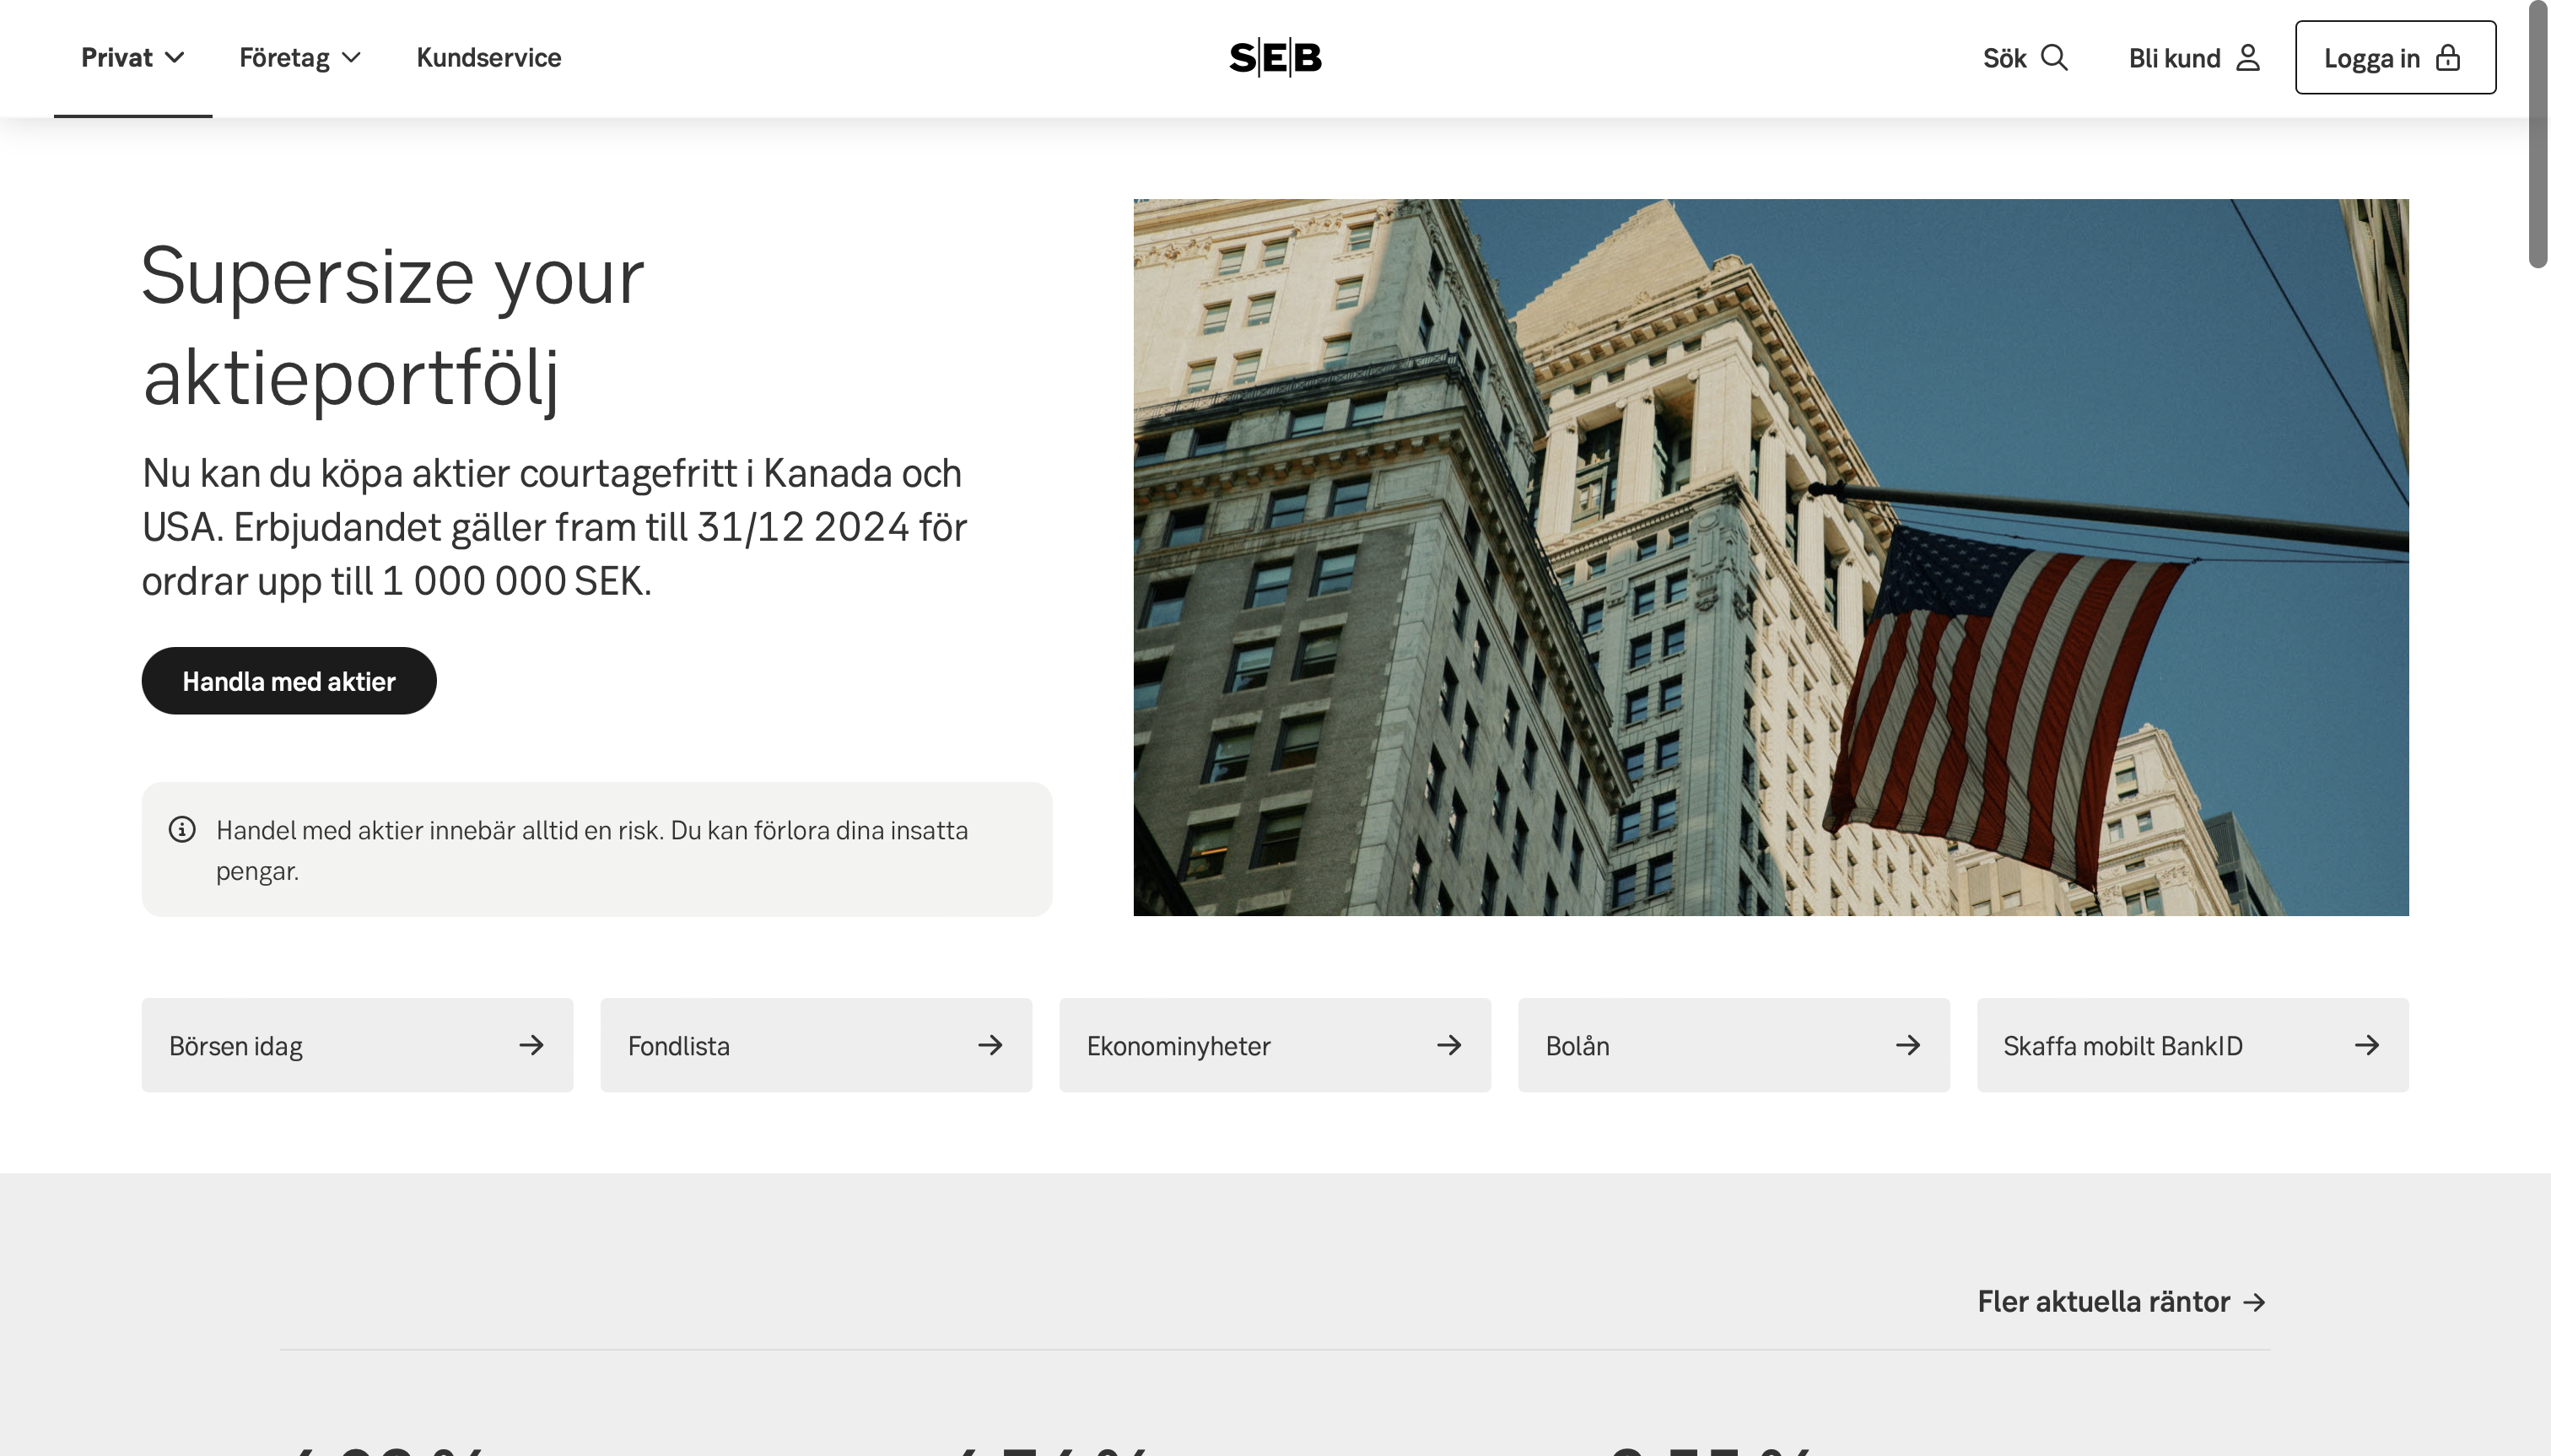 Privat
Företag
Kundservice
SEB
Sök
Bli kund
Logga in
Supersize your
aktieportfölj
Nu kan du köpa aktier courtagefritt i Kanada och
USA. Erbjudandet gäller fram till 31/12 2024 för
ordrar upp till 1 000 000 SEK.
Handla med aktier
Handel med aktier innebär alltid en risk. Du kan förlora dina insatta
pengar.
Börsen idag
Fondlista
Ekonominyheter
Bolån
Skaffa mobilt BankID
Fler aktuella räntor